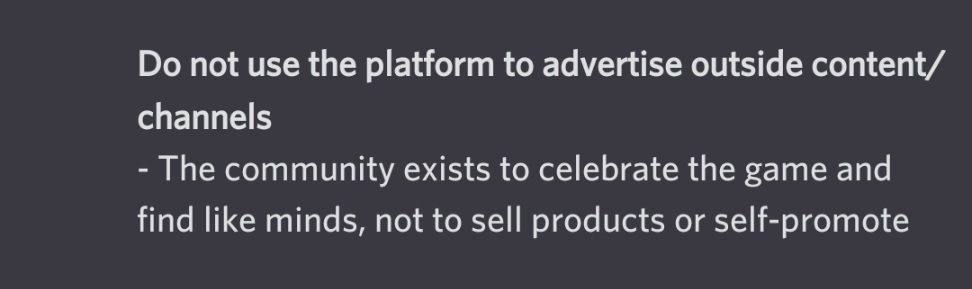 Do not use the platform to advertise outside content/
channels
- The community exists to celebrate the game and
find like minds, not to sell products or self-promote